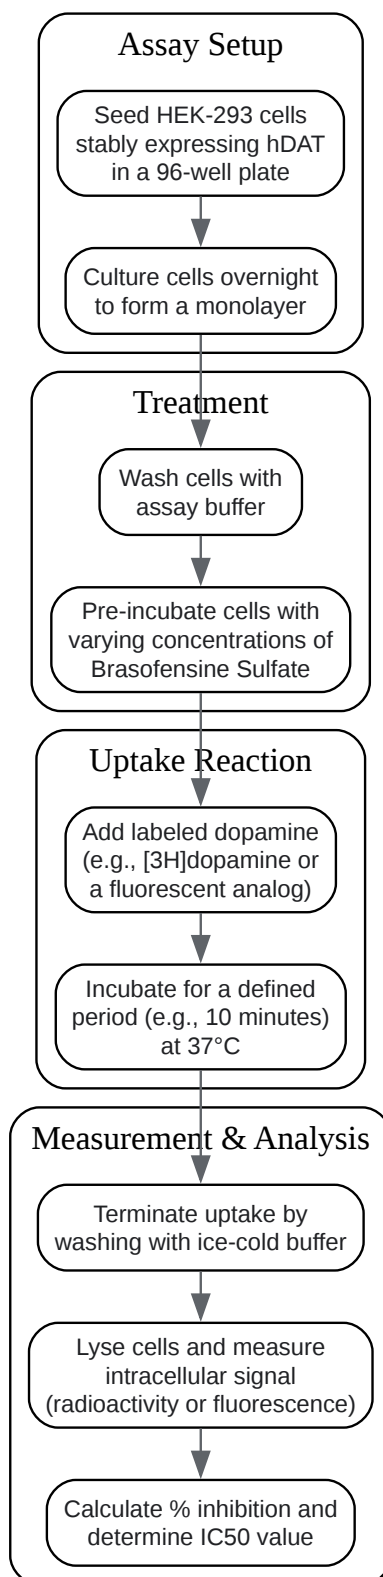 Assay Setup
Seed HEK-293 cells
stably expressing hDAT
in a 96-well plate
Culture cells overnight
to form a monolayer
Treatment
Wash cells with
assay buffer
Pre-incubate cells with
varying concentrations of
Brasofensine Sulfate
Uptake Reaction
Add labeled dopamine
(e.g., [3H]dopamine or
a fluorescent analog)
Incubate for a defined
period (e.g., 10 minutes)
at 37°C
Measurement & Analysis
Terminate uptake by
washing with ice-cold buffer
Lyse cells and measure
intracellular signal
(radioactivity or fluorescence)
Calculate % inhibition and
determine IC50 value